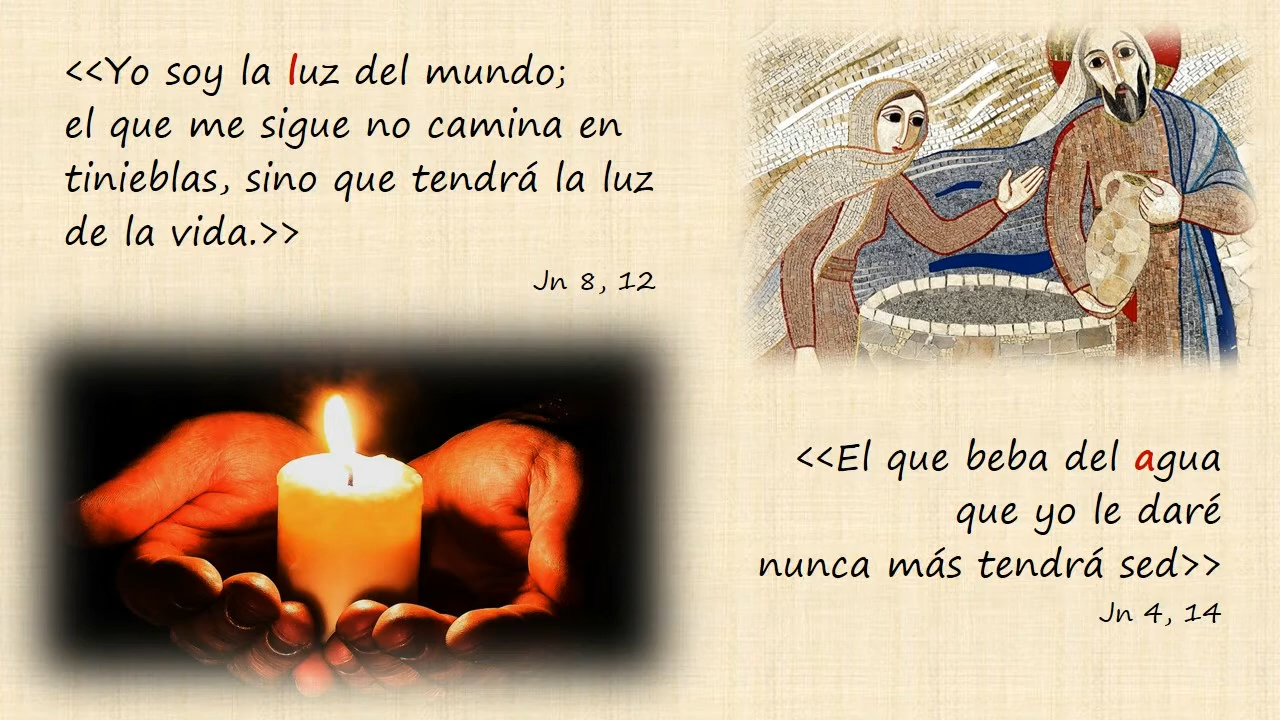 <<Yo soy la luz del mundo;
el que me sigue no camina en
tinieblas, sino que tendrá la luz
de la vida.>>
Jn 8, 12
<<El que beba del agua
que yo le daré
nunca más tendrá sed>>
Jn 4, 14